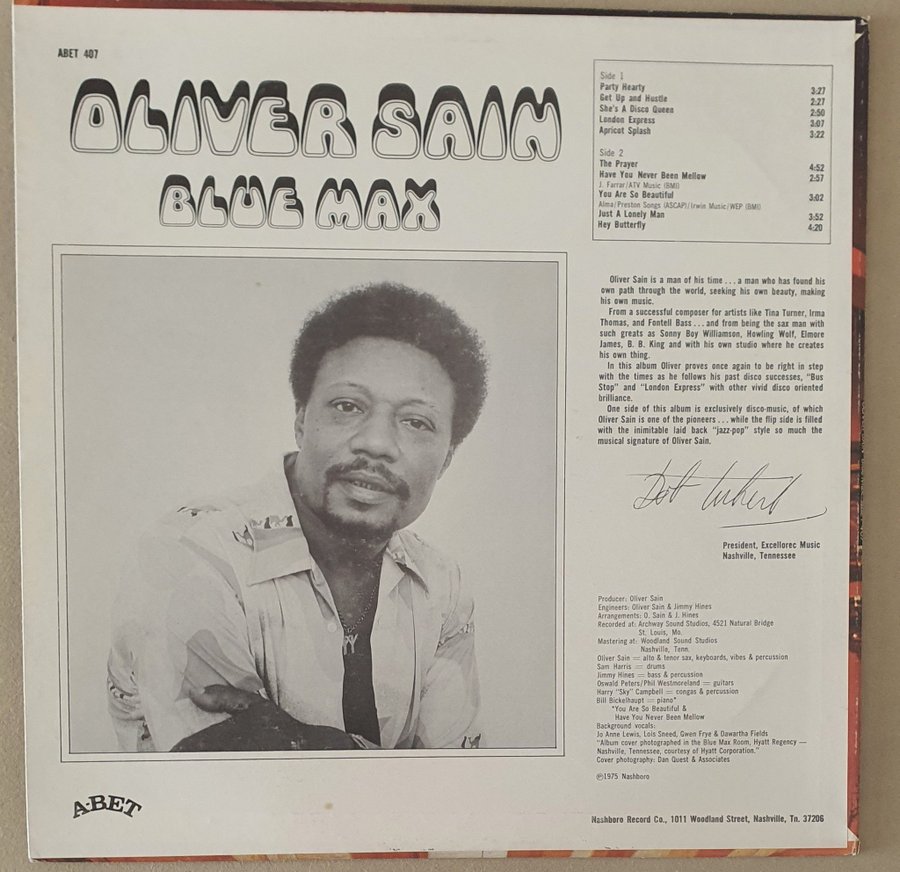 ABET 407
OLIVER SAIN
BLUE MAX
Side 1
Party Hearty 3:27
Get Up and Hustle 2:27
She's A Disco Queen 2:50
London Express 3:07
Apricot Splash 3:22
Side 2
The Prayer 4:52
Have You Never Been Mellow 2:57
J. Farrar/ATV Music (BMI)
You Are So Beautiful 3:02
Alma/Preston Songs (ASCAP)/Irwin Music/WEP (BMI)
Just A Lonely Man 3:52
Hey Butterfly 4:20
Oliver Sain is a man of his time . . . a man who has found his
own path through the world, seeking his own beauty, making
his own music.
From a successful composer for artists like Tina Turner, Irma
Thomas, and Fontell Bass . . . and from being the sax man with
such greats as Sonny Boy Williamson, Howling Wolf, Elmore
James, B. B. King and with his own studio where he creates
his own thing.
In this album Oliver proves once again to be right in step
with the times as he follows his past disco successes, "Bus
Stop" and "London Express" with other vivid disco oriented
brilliance.
One side of this album is exclusively disco-music, of which
Oliver Sain is one of the pioneers . . . while the flip side is filled
with the inimitable laid back "jazz-pop" style so much the
musical signature of Oliver Sain.
President, Excellorec Music
Nashville, Tennessee
Producer: Oliver Sain
Engineers: Oliver Sain & Jimmy Hines
Arrangements: O. Sain & J. Hines
Recorded at: Archway Sound Studios, 4521 Natural Bridge
St. Louis, Mo.
Mastering at: Woodland Sound Studios
Nashville, Tenn.
Oliver Sain — alto & tenor sax, keyboards, vibes & percussion
Sam Harris — drums
Jimmy Hines — bass & percussion
Oswald Peters/Phil Westmoreland — guitars
Harry "Sky" Campbell — congas & percussion
Bill Bickelhaupt — piano*
*You Are So Beautiful &
Have You Never Been Mellow
Background vocals:
Jo Anne Lewis, Lois Sneed, Gwen Frye & Dawartha Fields
"Album cover photographed in the Blue Max Room, Hyatt Regency —
Nashville, Tennessee, courtesy of Hyatt Corporation."
Cover photography: Dan Quest & Associates
℗1975 Nashboro
A-BET
Nashboro Record Co., 1011 Woodland Street, Nashville, Tn. 37206